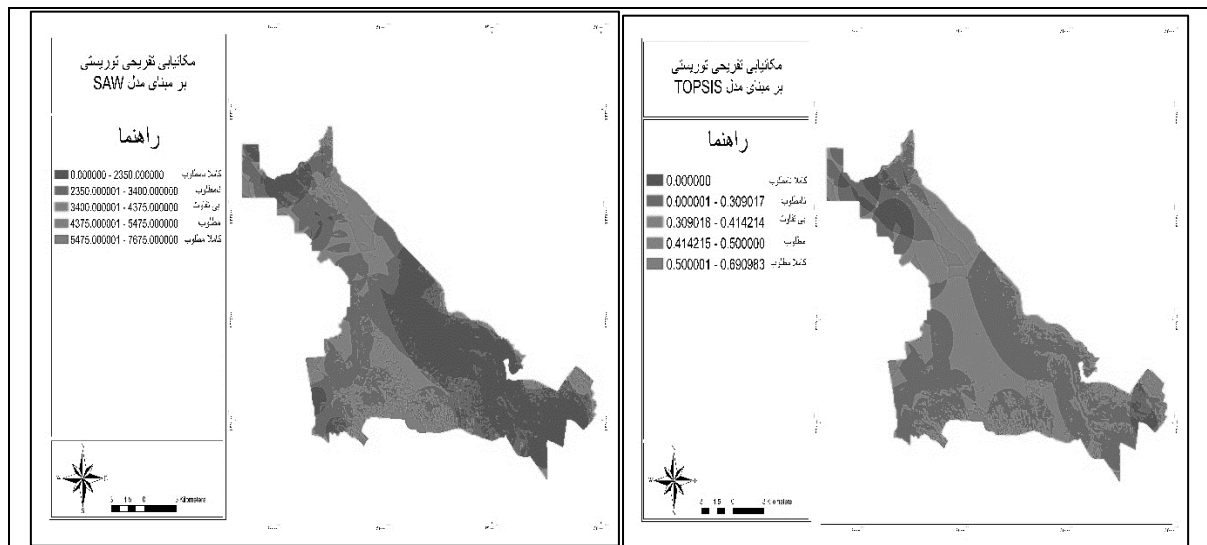 مکانیابی تفریحی توریستی
بر مبنای مدل SAW
راهنما
0.000000 - 2350.000000 کاملا نامطلوب
2350.000001 - 3400.000000 نامطلوب
3400.000001 - 4375.000000 بی تفاوت
4375.000001 - 5475.000000 مطلوب
5475.000001 - 7675.000000 کاملا مطلوب
Kilometers
مکانیابی تفریحی توریستی
بر مبنای مدل TOPSIS
راهنما
0.000000 کاملا نامطلوب
0.000001 - 0.309017 نامطلوب
0.309018 - 0.414214 بی تفاوت
0.414215 - 0.500000 مطلوب
0.500001 - 0.690983 کاملا مطلوب
Kilometers